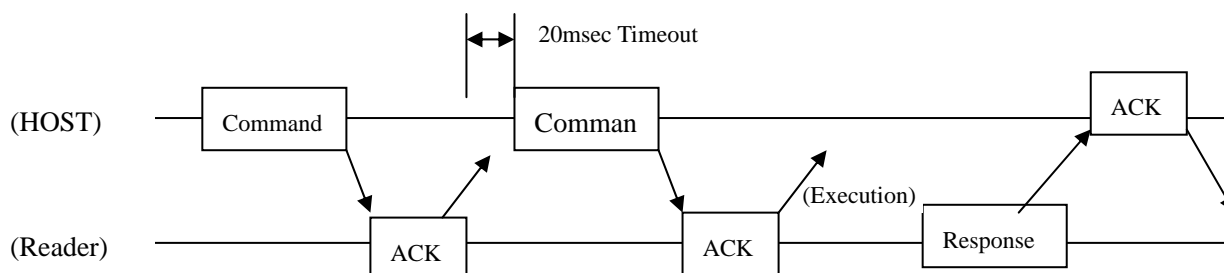 20msec Timeout
(HOST)
Command
Comman
ACK
(Execution)
(Reader)
ACK
ACK
Response